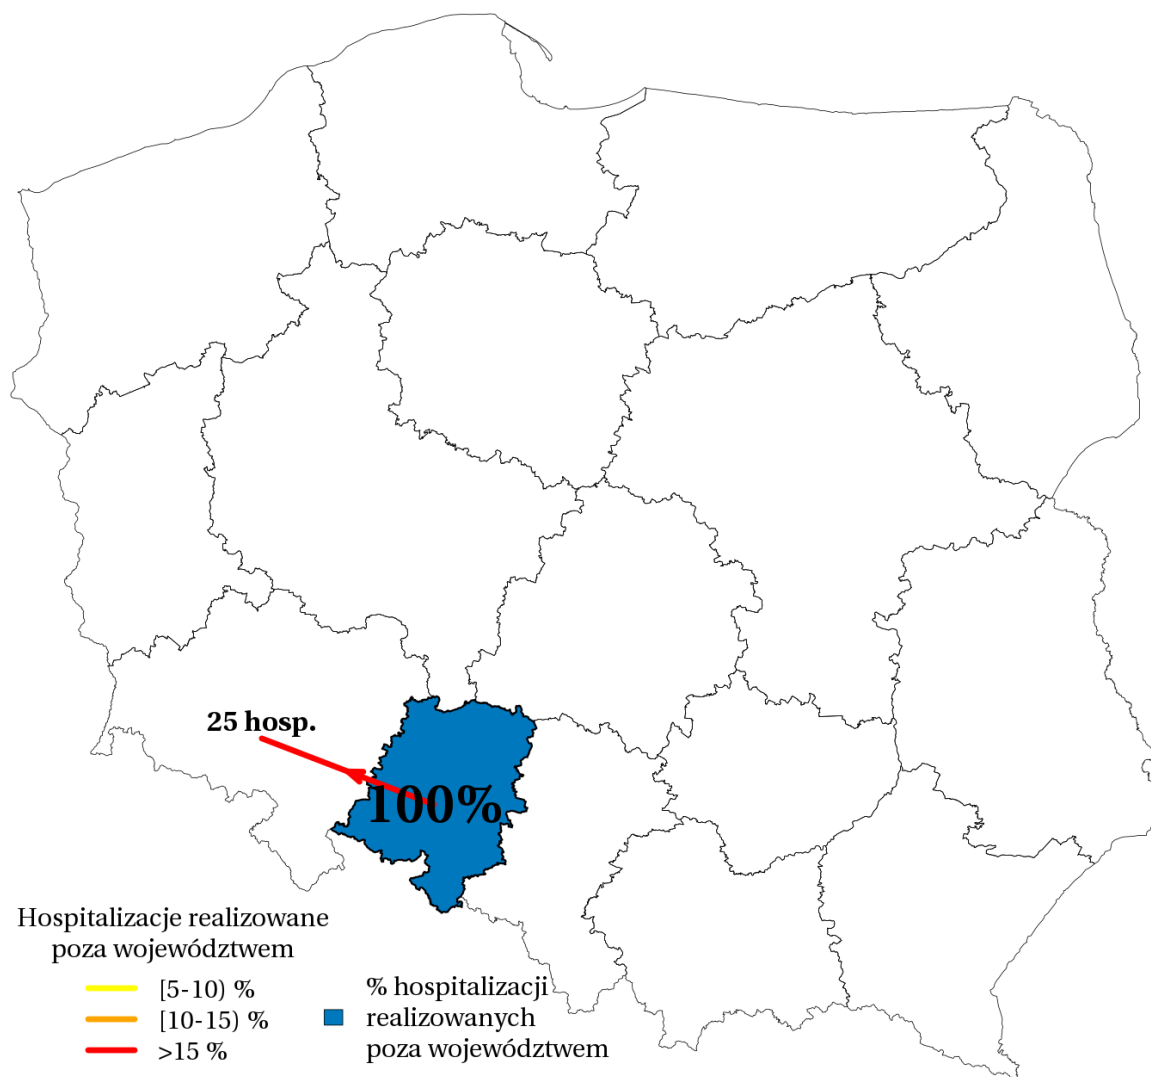 25 hosp.
100%
Hospitalizacje realizowane
poza województwem
[5-10) %
[10-15) %
>15 %
% hospitalizacji
realizowanych
poza województwem